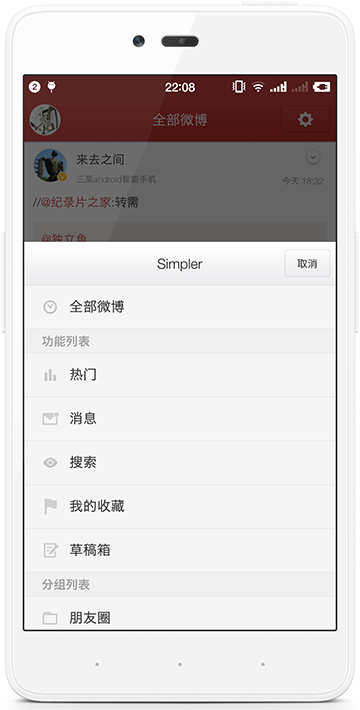 2
22:08
全部微博
来去之间
三星android智能手机
今天 18:32
//@纪录片之家:转需
@独立鱼
Simpler
取消
全部微博
功能列表
热门
消息
搜索
我的收藏
草稿箱
分组列表
朋友圈